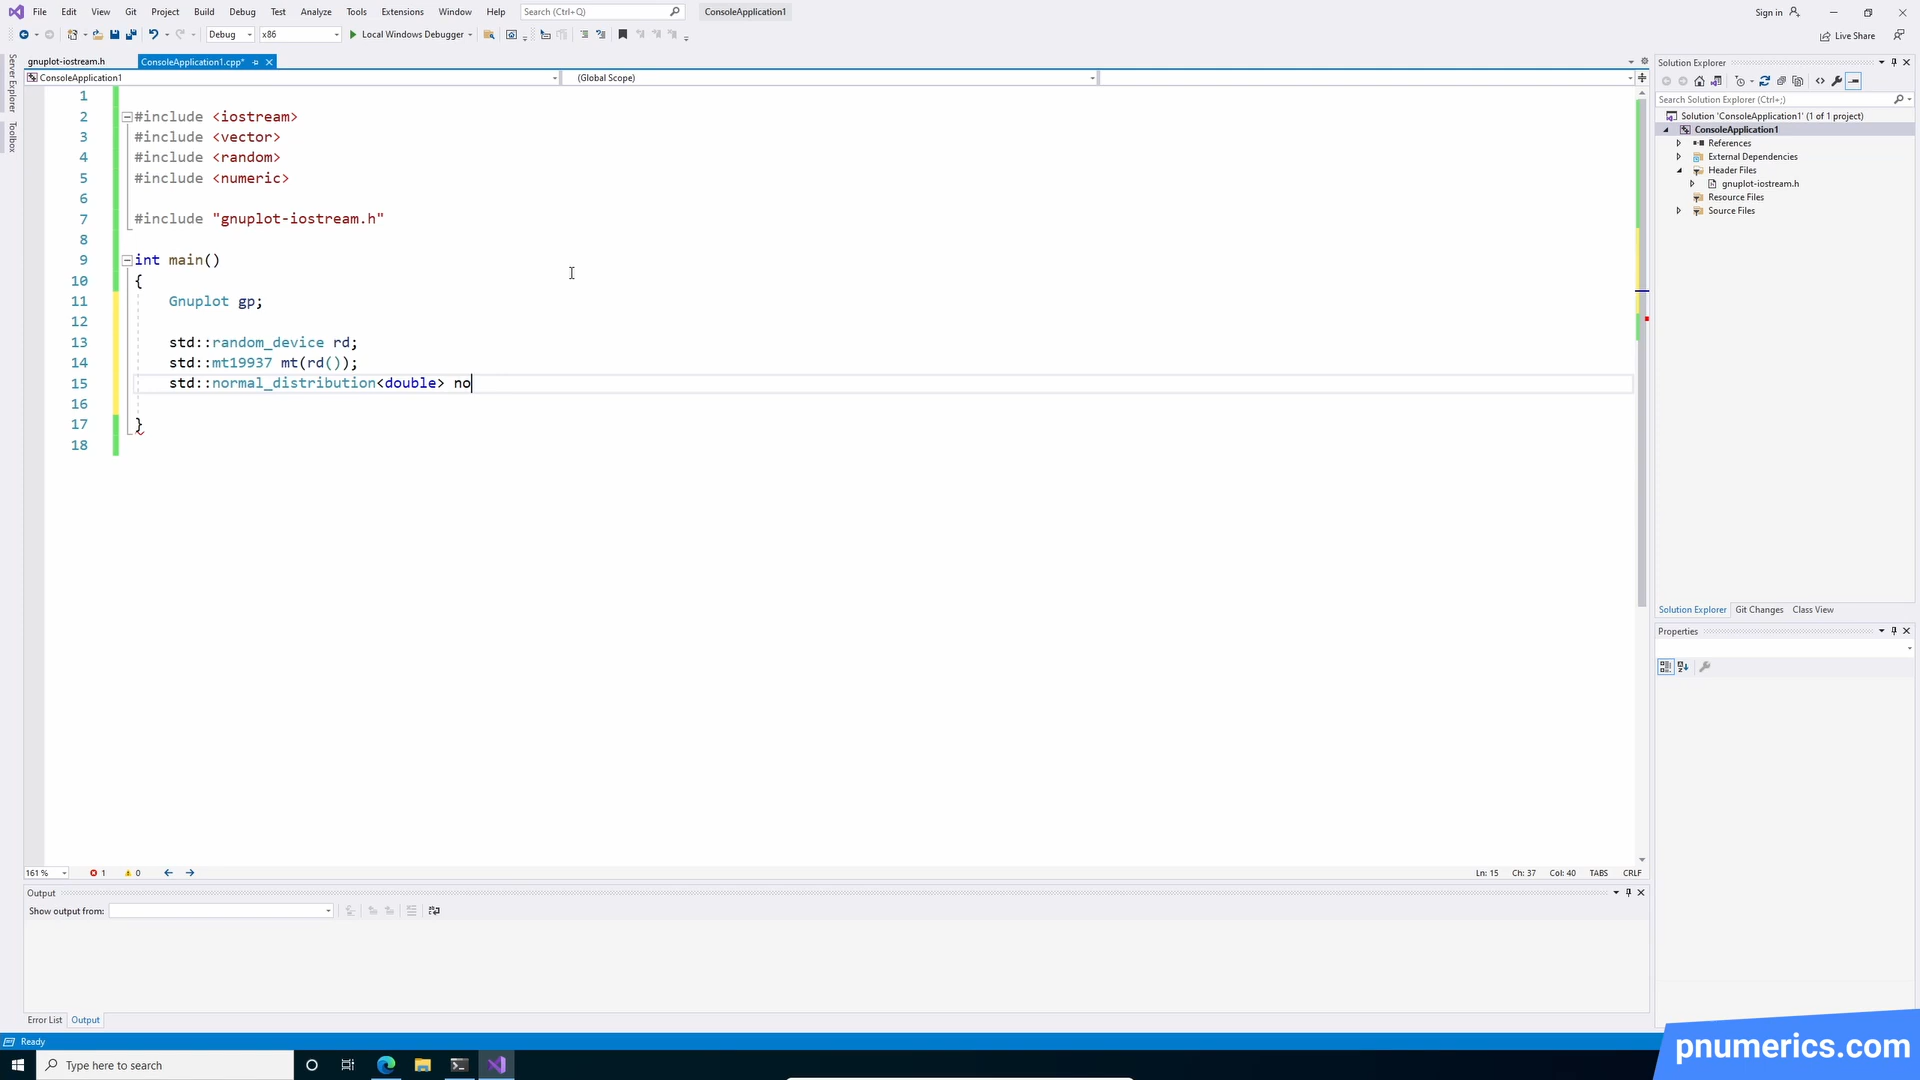 File Edit View Git Project Build Debug Test Analyze Tools Extensions Window Help Search (Ctrl+Q) ConsoleApplication1 Sign in
Debug x86 Local Windows Debugger Live Share
Server Explorer
Toolbox
gnuplot-iostream.h ConsoleApplication1.cpp*
ConsoleApplication1 (Global Scope)
1
2 #include <iostream>
3 #include <vector>
4 #include <random>
5 #include <numeric>
6
7 #include "gnuplot-iostream.h"
8
9 int main()
10 {
11 Gnuplot gp;
12
13 std::random_device rd;
14 std::mt19937 mt(rd());
15 std::normal_distribution<double> no
16
17 }
18
161 % 1 0 Ln: 15 Ch: 37 Col: 40 TABS CRLF
Output
Show output from:
Error List Output
Solution Explorer
Search Solution Explorer (Ctrl+;)
Solution 'ConsoleApplication1' (1 of 1 project)
ConsoleApplication1
References
External Dependencies
Header Files
gnuplot-iostream.h
Resource Files
Source Files
Solution Explorer Git Changes Class View
Properties
Ready
Type here to search
pnumerics.com